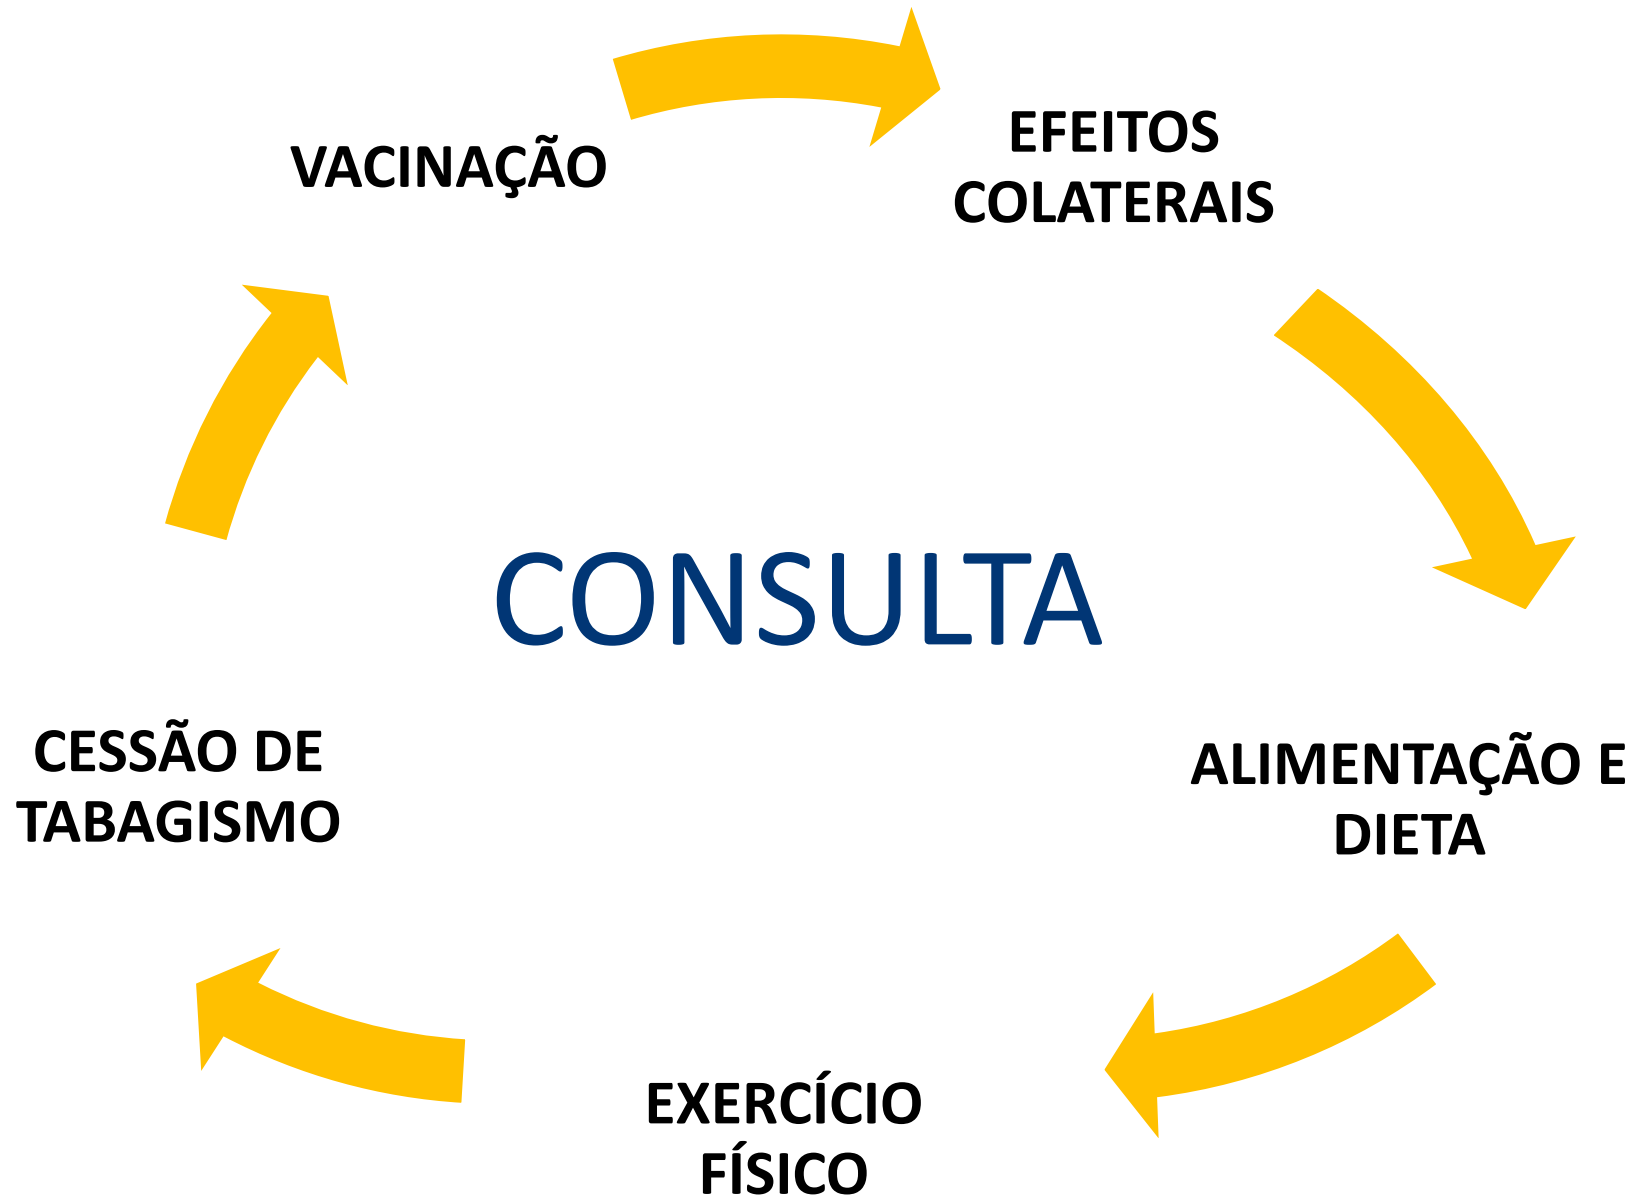 VACINAÇÃO
EFEITOS
COLATERAIS
CONSULTA
CESSÃO DE
TABAGISMO
ALIMENTAÇÃO E
DIETA
EXERCÍCIO
FÍSICO